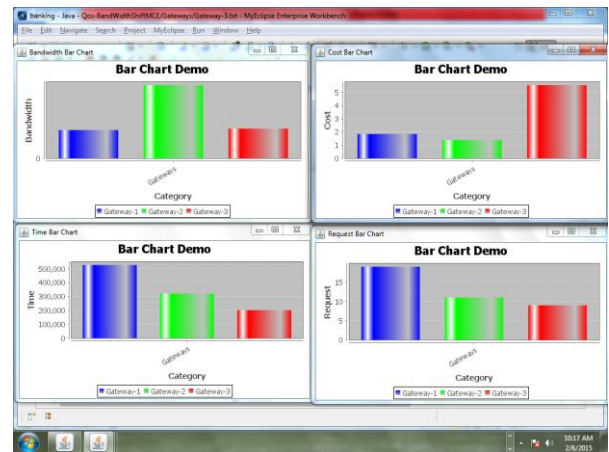 banking - Java - Qos-BandWidthShiftMCE/Gateways/Gateway-3.txt - MyEclipse Enterprise Workbench
File Edit Navigate Search Project MyEclipse Run Window Help
Bandwidth Bar Chart
Bar Chart Demo
Bandwidth
0
Gateways
Category
Gateway-1 Gateway-2 Gateway-3
Cost Bar Chart
Bar Chart Demo
Cost
5
4
3
2
1
0
Gateways
Category
Gateway-1 Gateway-2 Gateway-3
Time Bar Chart
Bar Chart Demo
Time
500,000
400,000
300,000
200,000
100,000
0
Gateways
Category
Gateway-1 Gateway-2 Gateway-3
Request Bar Chart
Bar Chart Demo
Request
15
10
5
0
Gateways
Category
Gateway-1 Gateway-2 Gateway-3
10:17 AM
2/6/2015